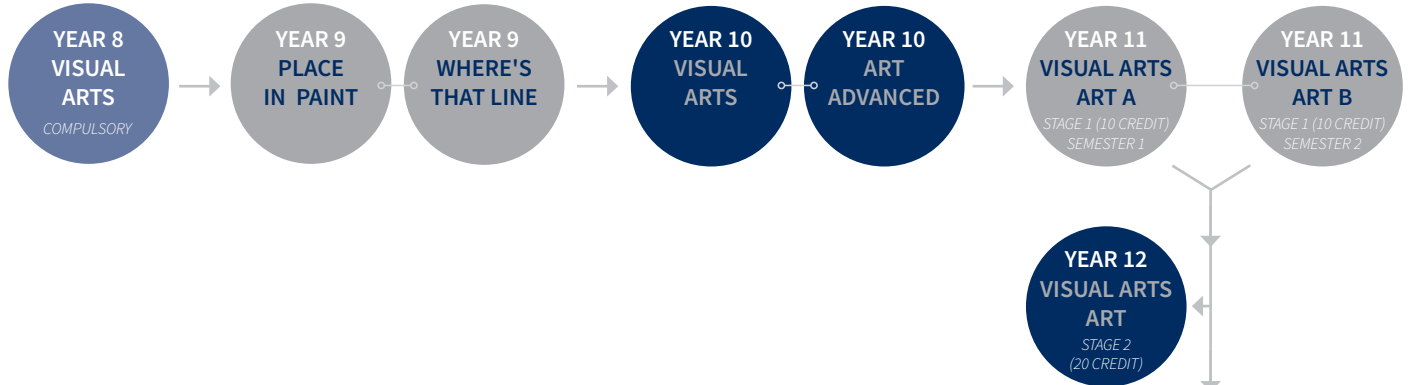 YEAR 8
VISUAL
ARTS
COMPULSORY
YEAR 9
PLACE
IN PAINT
YEAR 9
WHERE'S
THAT LINE
YEAR 10
VISUAL
ARTS
YEAR 10
ART
ADVANCED
YEAR 11
VISUAL ARTS
ART A
STAGE 1 (10 CREDIT)
SEMESTER 1
YEAR 11
VISUAL ARTS
ART B
STAGE 1 (10 CREDIT)
SEMESTER 2
YEAR 12
VISUAL ARTS
ART
STAGE 2
(20 CREDIT)